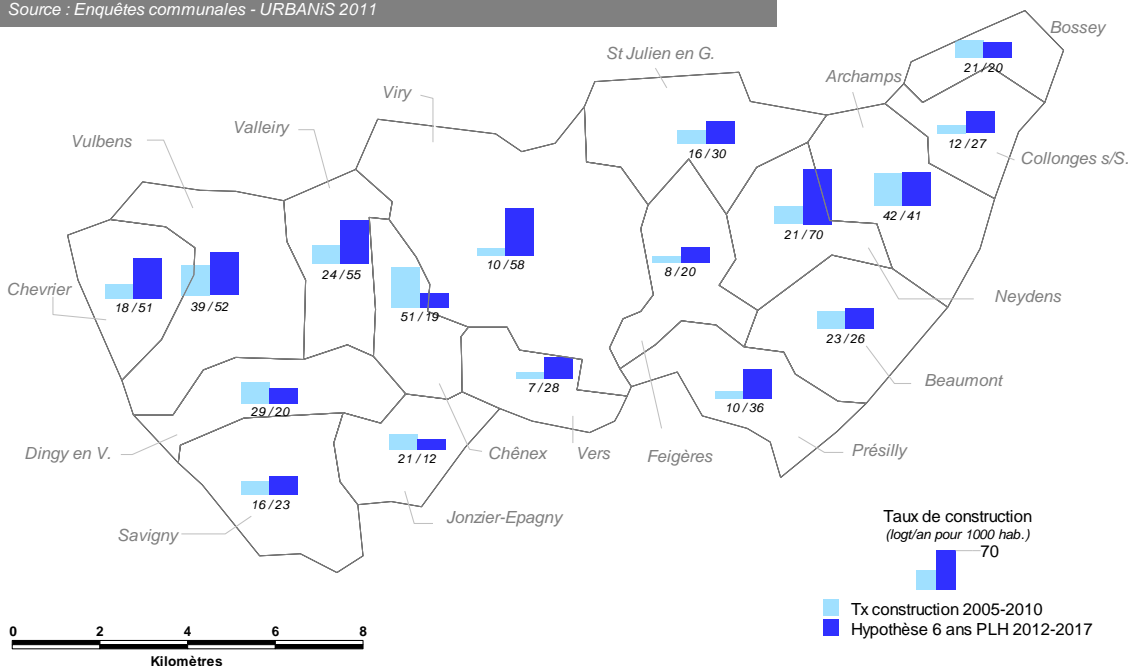 Source : Enquêtes communales - URBANiS 2011
Bossey
21 / 20
St Julien en G.
Archamps
Viry
Valleiry
Vulbens
16 / 30
12 / 27
Collonges s/S.
42 / 41
21 / 70
10 / 58
24 / 55
8 / 20
Chevrier
18 / 51
39 / 52
51 / 19
Neydens
23 / 26
7 / 28
Beaumont
29 / 20
10 / 36
Dingy en V.
21 / 12
Chênex
Vers
Feigères
Présilly
16 / 23
Jonzier-Epagny
Savigny
Taux de construction
(logt/an pour 1000 hab.)
70
Tx construction 2005-2010
Hypothèse 6 ans PLH 2012-2017
0 2 4 6 8
Kilomètres